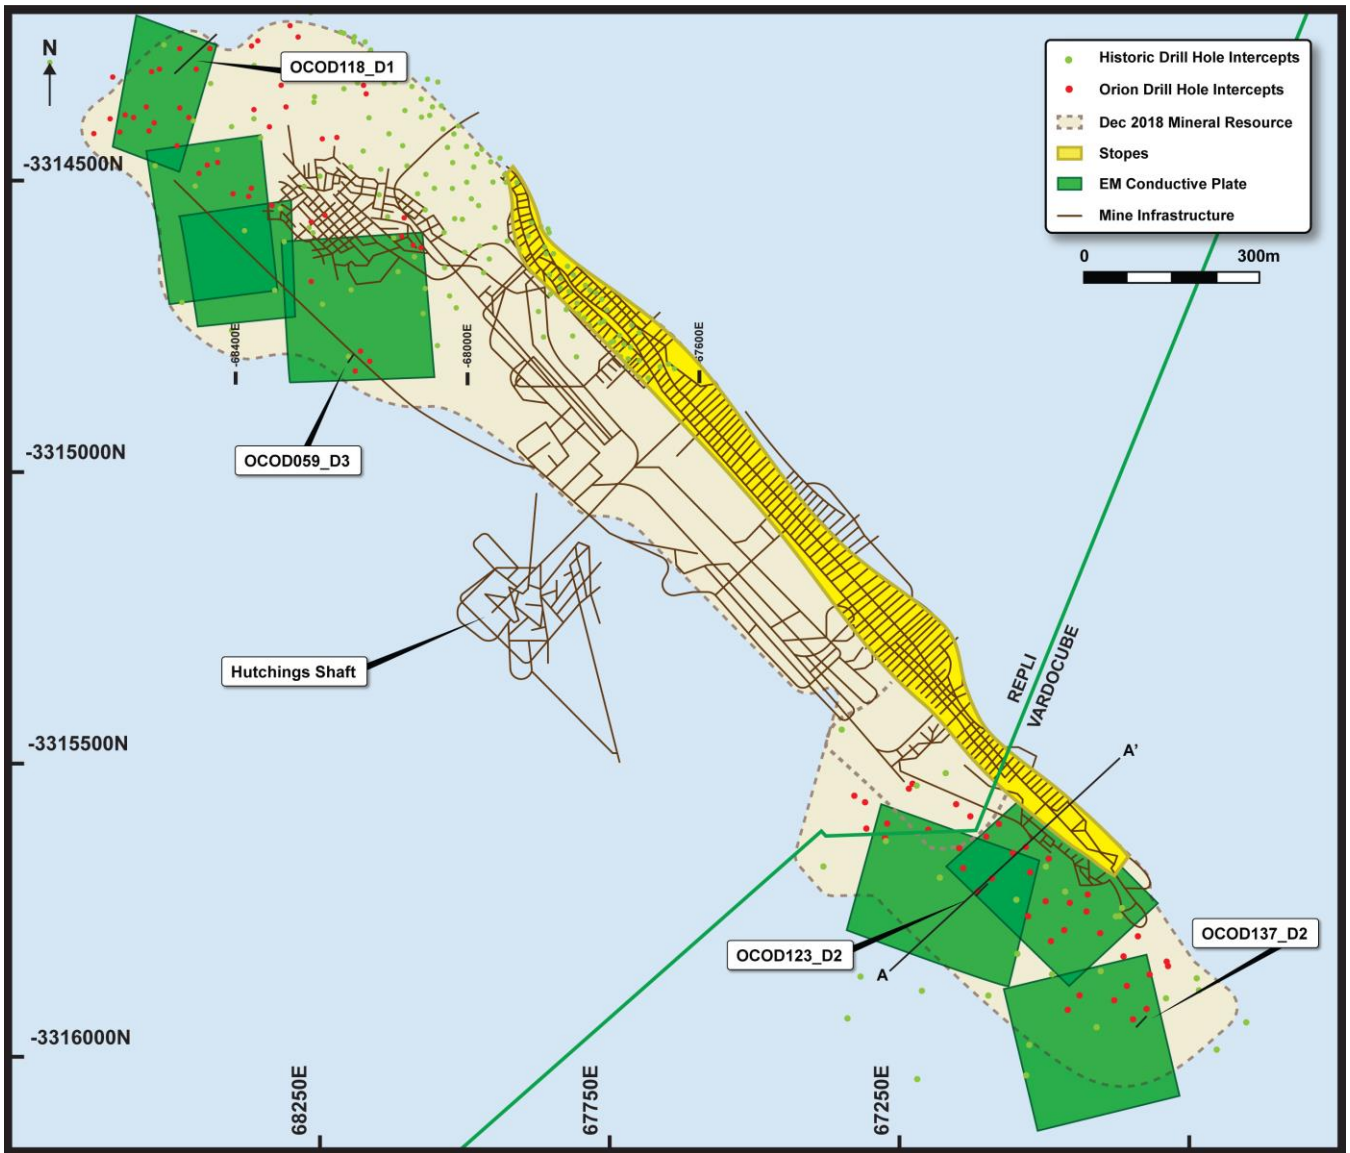 N
OCOD118_D1
Historic Drill Hole Intercepts
Orion Drill Hole Intercepts
Dec 2018 Mineral Resource
Stopes
EM Conductive Plate
Mine Infrastructure
0 300m
-3314500N
-68400E
-68000E
-67600E
OCOD059_D3
-3315000N
Hutchings Shaft
REPLI
VARDOCUBE
-3315500N
A'
OCOD123_D2
A
OCOD137_D2
-3316000N
68250E
67750E
67250E